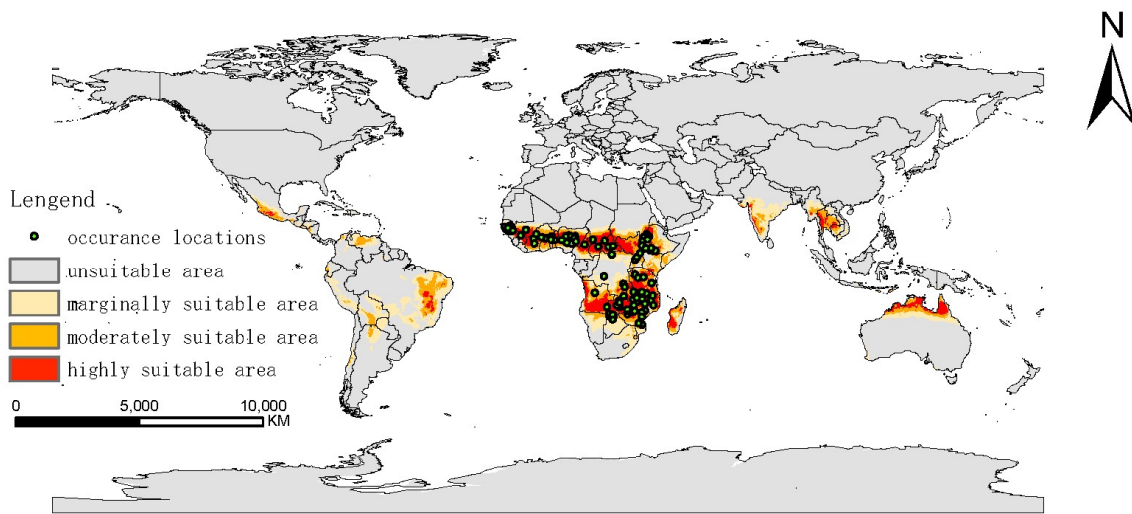 N
Lengend
occurance locations
unsuitable area
marginally suitable area
moderately suitable area
highly suitable area
0 5,000 10,000
KM